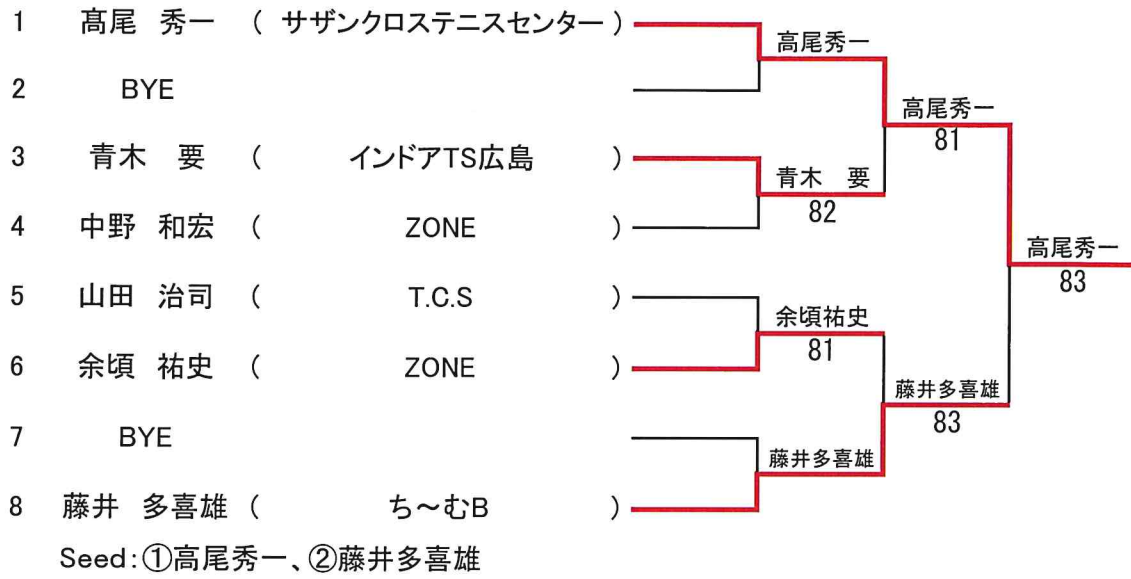 1 髙尾 秀一 ( サザンクロステニスセンター )
高尾秀一
2 BYE
高尾秀一
81
3 青木 要 ( インドアTS広島 )
青木 要
82
4 中野 和宏 ( ZONE )
高尾秀一
83
5 山田 治司 ( T.C.S )
余頃祐史
81
6 余頃 祐史 ( ZONE )
藤井多喜雄
83
7 BYE
藤井多喜雄
8 藤井 多喜雄 ( ち～むB )
Seed:①高尾秀一、②藤井多喜雄